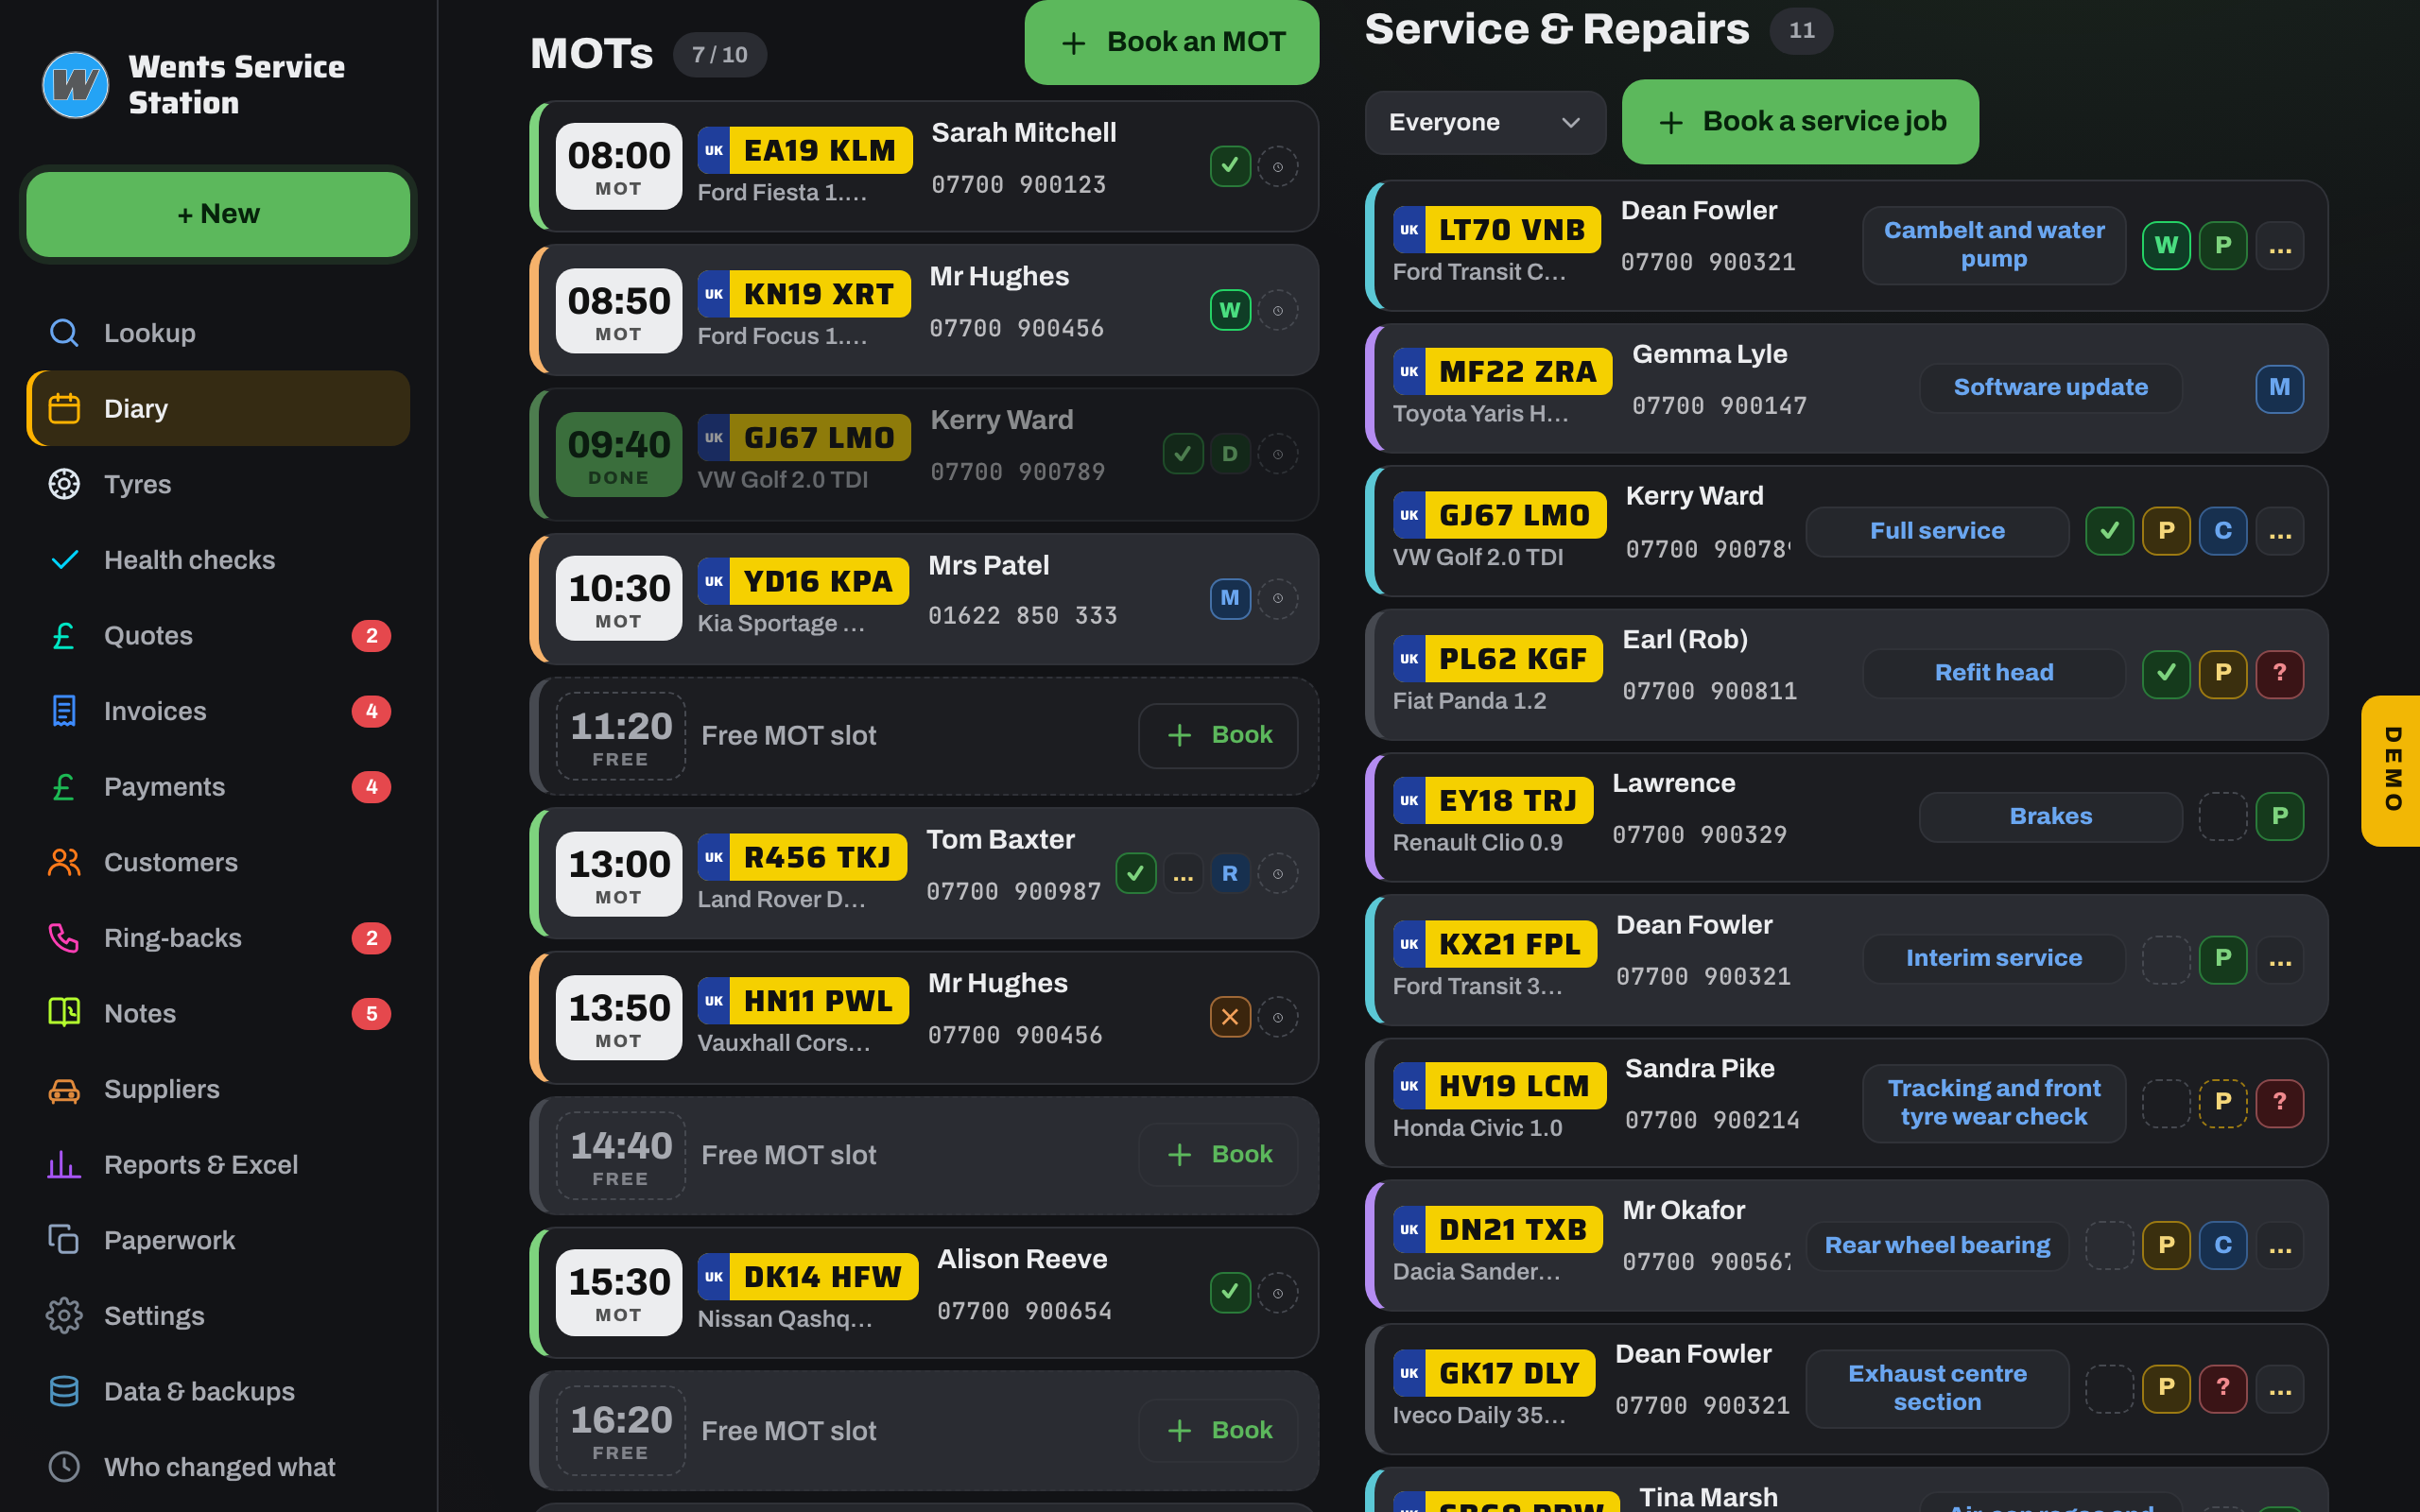 Wents Service
Station
+ New
Lookup
Diary
Tyres
Health checks
Quotes 2
Invoices 4
Payments 4
Customers
Ring-backs 2
Notes 5
Suppliers
Reports & Excel
Paperwork
Settings
Data & backups
Who changed what
MOTs 7 / 10
+ Book an MOT
08:00 MOT
UK EA19 KLM
Ford Fiesta 1....
Sarah Mitchell
07700 900123
08:50 MOT
UK KN19 XRT
Ford Focus 1....
Mr Hughes
07700 900456
W
09:40 DONE
UK GJ67 LMO
VW Golf 2.0 TDI
Kerry Ward
07700 900789
D
10:30 MOT
UK YD16 KPA
Kia Sportage ...
Mrs Patel
01622 850 333
M
11:20 FREE
Free MOT slot
+ Book
13:00 MOT
UK R456 TKJ
Land Rover D...
Tom Baxter
07700 900987
... R
13:50 MOT
UK HN11 PWL
Vauxhall Cors...
Mr Hughes
07700 900456
14:40 FREE
Free MOT slot
+ Book
15:30 MOT
UK DK14 HFW
Nissan Qashq...
Alison Reeve
07700 900654
16:20 FREE
Free MOT slot
+ Book
Service & Repairs 11
Everyone
+ Book a service job
UK LT70 VNB
Ford Transit C...
Dean Fowler
07700 900321
Cambelt and water
pump
W P ...
UK MF22 ZRA
Toyota Yaris H...
Gemma Lyle
07700 900147
Software update
M
UK GJ67 LMO
VW Golf 2.0 TDI
Kerry Ward
07700 90078
Full service
P C ...
UK PL62 KGF
Fiat Panda 1.2
Earl (Rob)
07700 900811
Refit head
P ?
UK EY18 TRJ
Renault Clio 0.9
Lawrence
07700 900329
Brakes
P
UK KX21 FPL
Ford Transit 3...
Dean Fowler
07700 900321
Interim service
P ...
UK HV19 LCM
Honda Civic 1.0
Sandra Pike
07700 900214
Tracking and front
tyre wear check
P ?
UK DN21 TXB
Dacia Sander...
Mr Okafor
07700 900567
Rear wheel bearing
P C ...
UK GK17 DLY
Iveco Daily 35...
Dean Fowler
07700 900321
Exhaust centre
section
P ? ...
Tina Marsh
DEMO